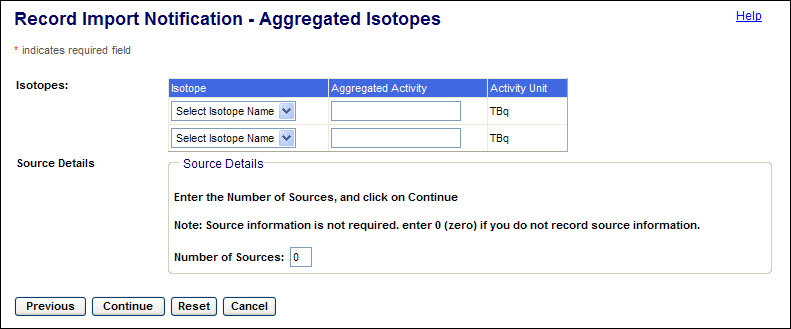 Record Import Notification - Aggregated Isotopes
Help
* indicates required field
Isotopes:
Isotope Aggregated Activity Activity Unit
Select Isotope Name TBq
Select Isotope Name TBq
Source Details
Source Details
Enter the Number of Sources, and click on Continue
Note: Source information is not required. enter 0 (zero) if you do not record source information.
Number of Sources: 0
Previous Continue Reset Cancel